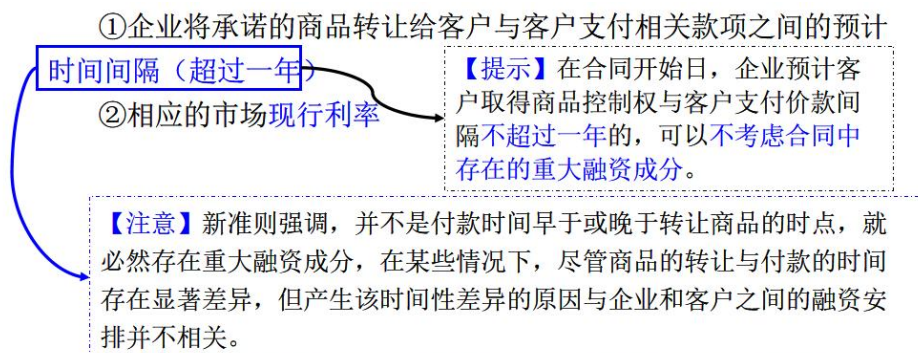 ①企业将承诺的商品转让给客户与客户支付相关款项之间的预计
时间间隔（超过一年）
②相应的市场现行利率
【提示】在合同开始日，企业预计客
户取得商品控制权与客户支付价款间
隔不超过一年的，可以不考虑合同中
存在的重大融资成分。
【注意】新准则强调，并不是付款时间早于或晚于转让商品的时点，就
必然存在重大融资成分，在某些情况下，尽管商品的转让与付款的时间
存在显著差异，但产生该时间性差异的原因与企业和客户之间的融资安
排并不相关。